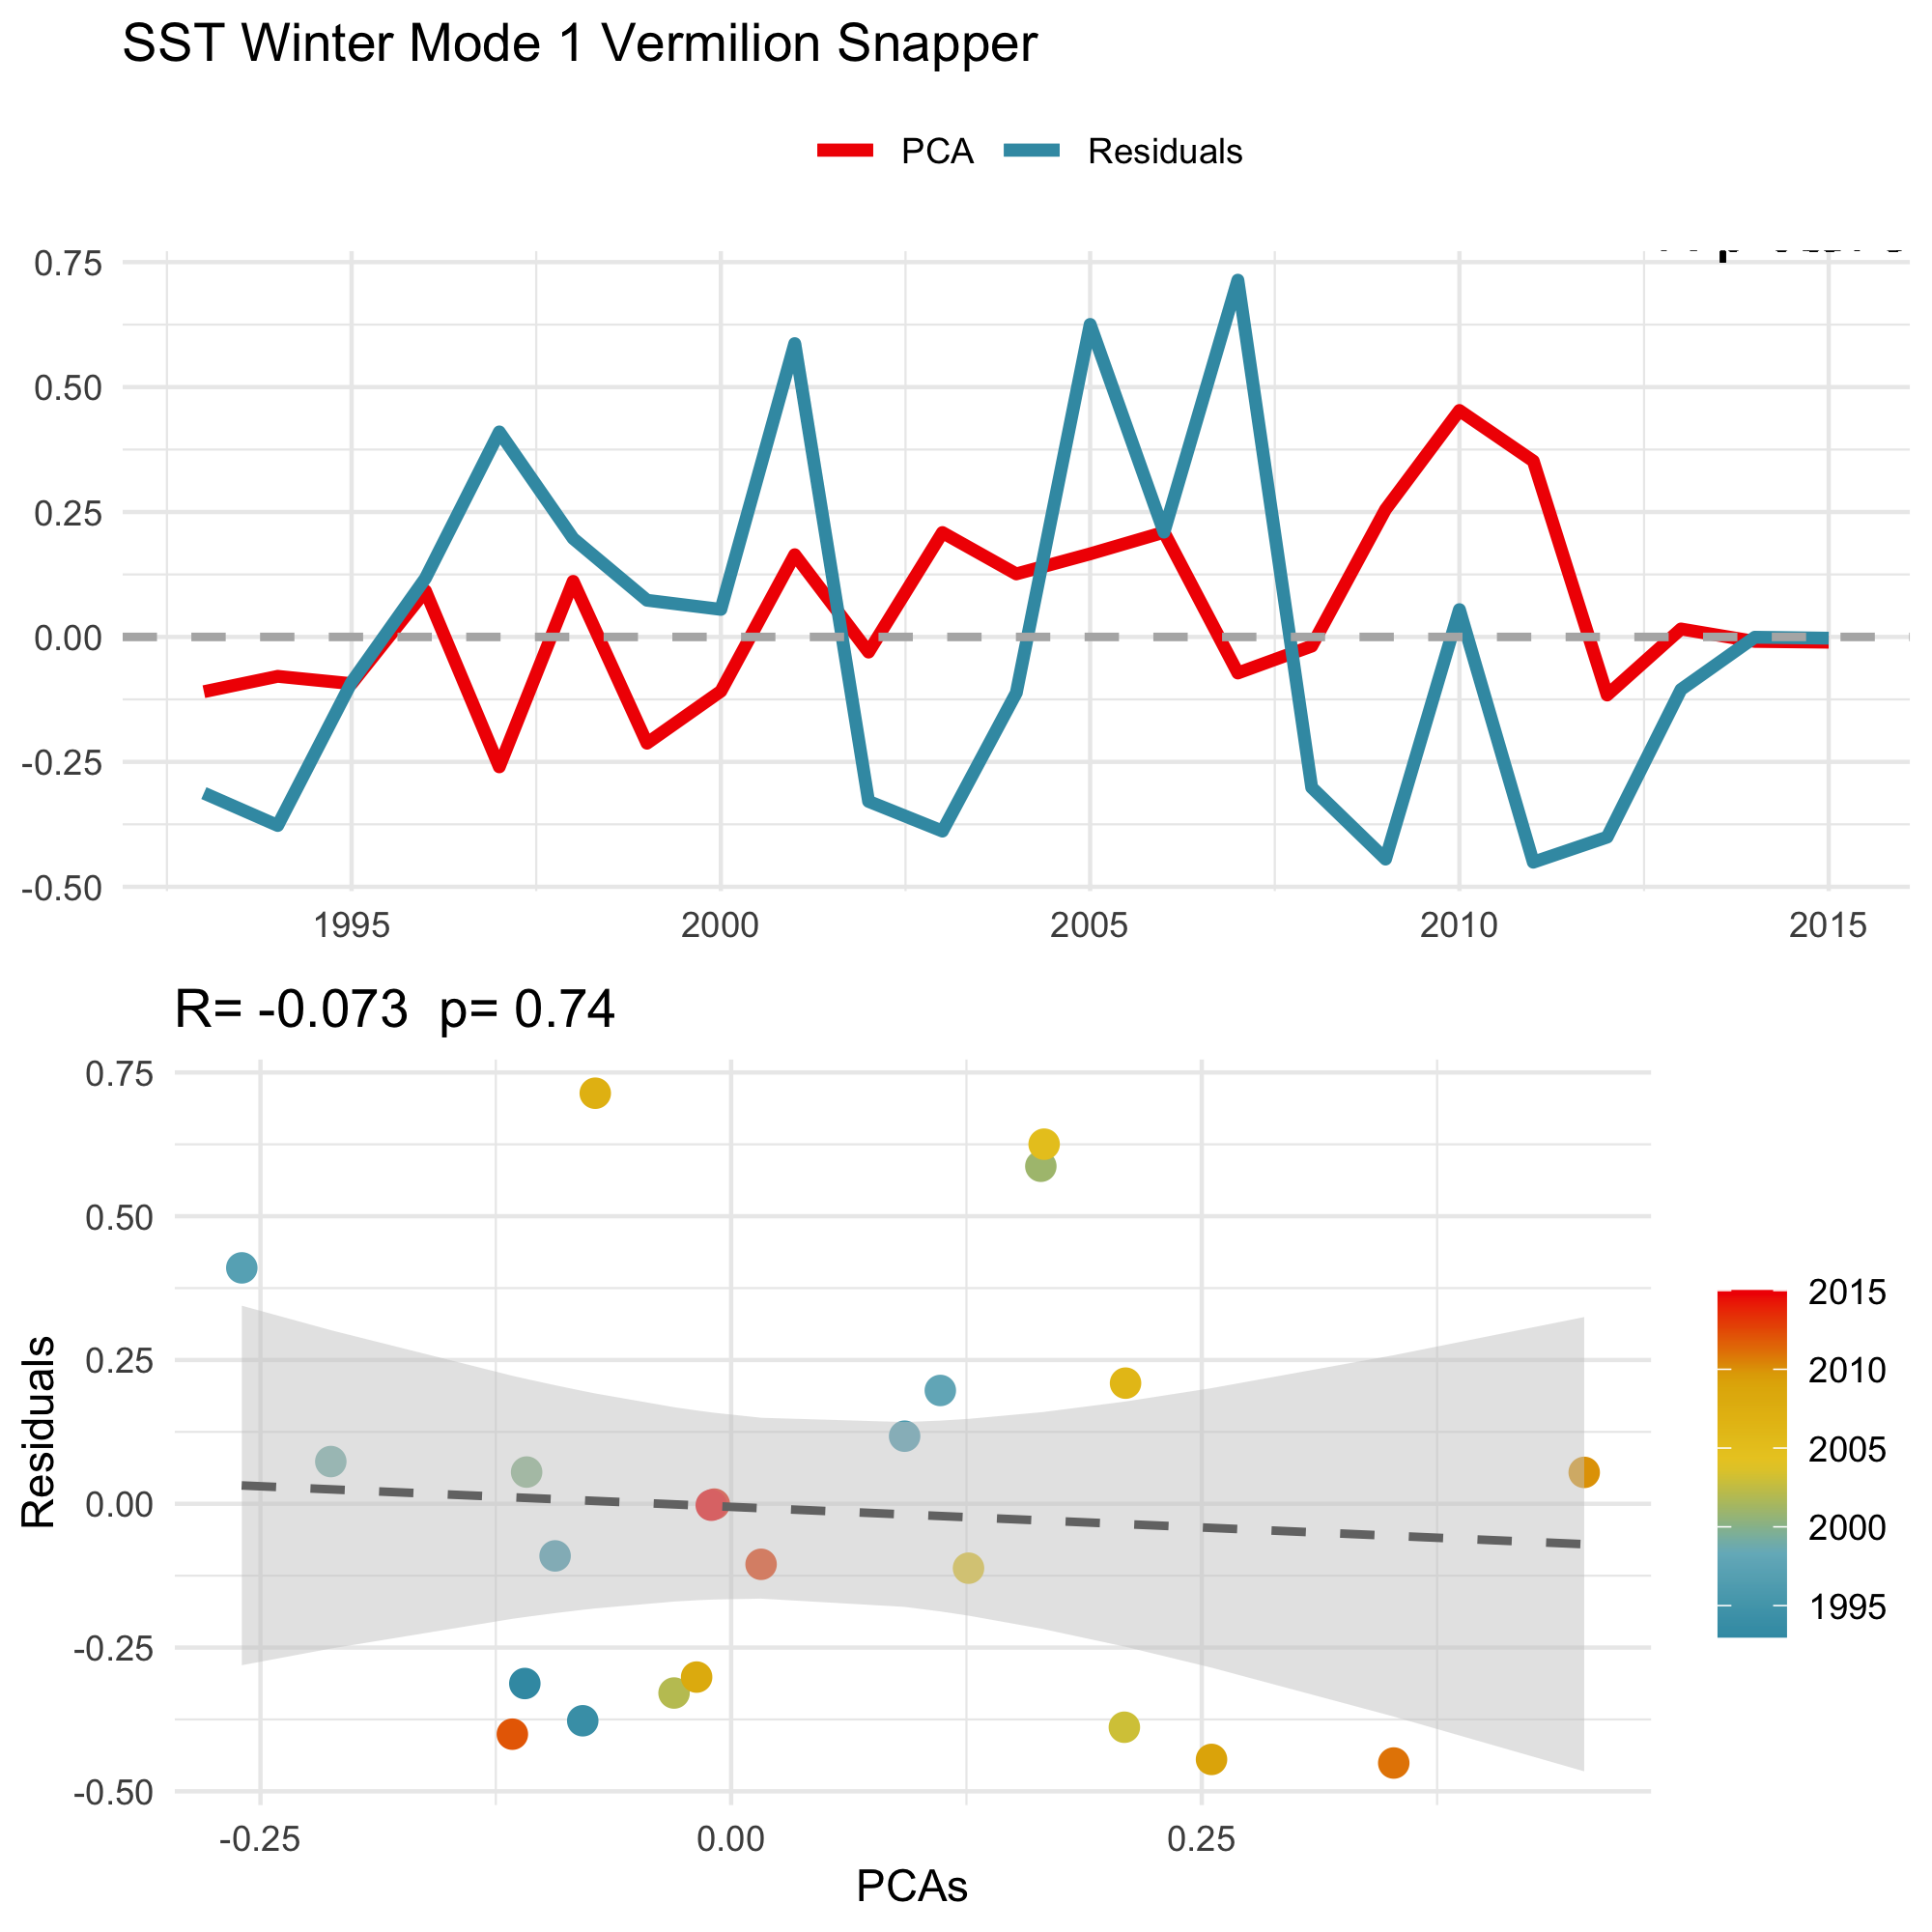 SST Winter Mode 1 Vermilion Snapper
PCA Residuals
0.75
0.50
0.25
0.00
-0.25
-0.50
1995 2000 2005 2010 2015
R= -0.073 p= 0.74
0.75
0.50
0.25
0.00
-0.25
-0.50
Residuals
-0.25 0.00 0.25
PCAs
2015
2010
2005
2000
1995